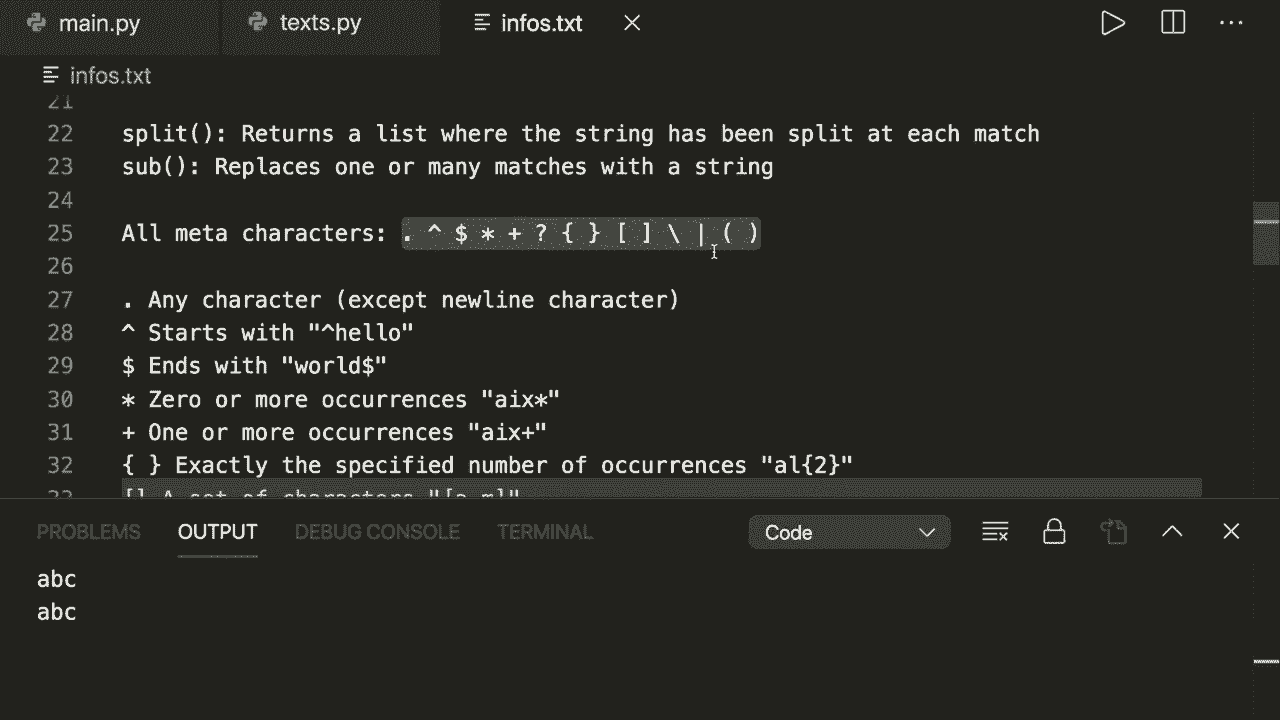 main.py texts.py infos.txt
infos.txt
21
22 split(): Returns a list where the string has been split at each match
23 sub(): Replaces one or many matches with a string
24
25 All meta characters: . ^ $ * + ? { } [ ] \ | ( )
26
27 . Any character (except newline character)
28 ^ Starts with "^hello"
29 $ Ends with "world$"
30 * Zero or more occurrences "aix*"
31 + One or more occurrences "aix+"
32 { } Exactly the specified number of occurrences "al{2}"
33 [] A set of characters "[a-m]"
PROBLEMS OUTPUT DEBUG CONSOLE TERMINAL Code
abc
abc